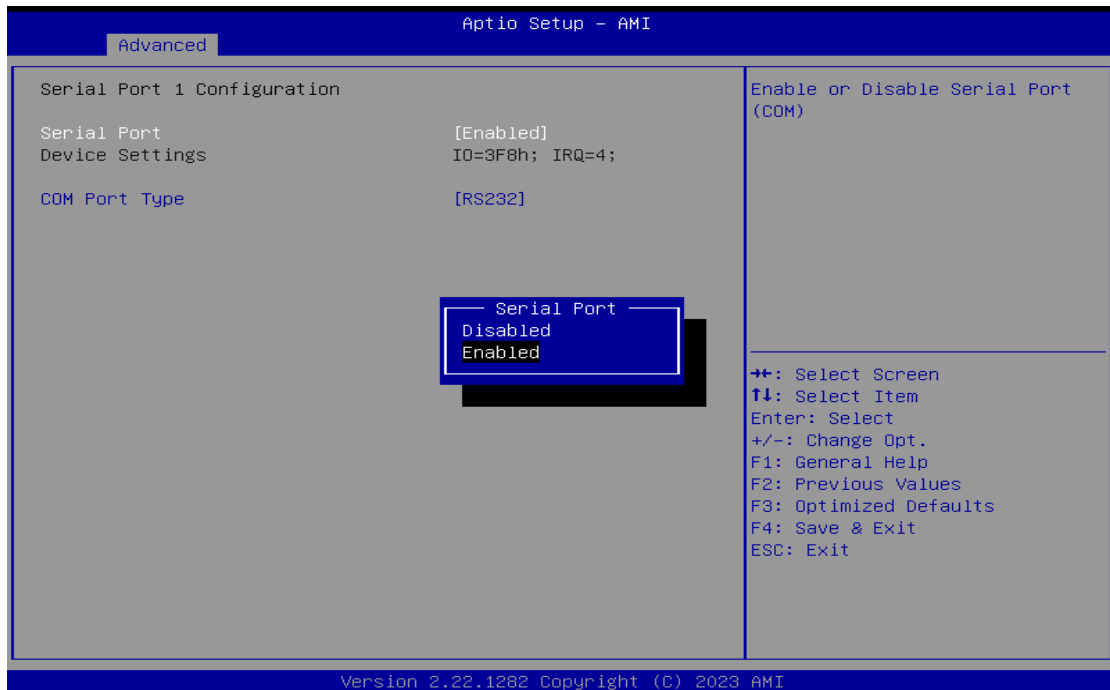 Aptio Setup – AMI
Advanced
Serial Port 1 Configuration
Serial Port [Enabled]
Device Settings IO=3F8h; IRQ=4;
COM Port Type [RS232]
Serial Port
Disabled
Enabled
Enable or Disable Serial Port
(COM)
→←: Select Screen
↑↓: Select Item
Enter: Select
+/-: Change Opt.
F1: General Help
F2: Previous Values
F3: Optimized Defaults
F4: Save & Exit
ESC: Exit
Version 2.22.1282 Copyright (C) 2023 AMI